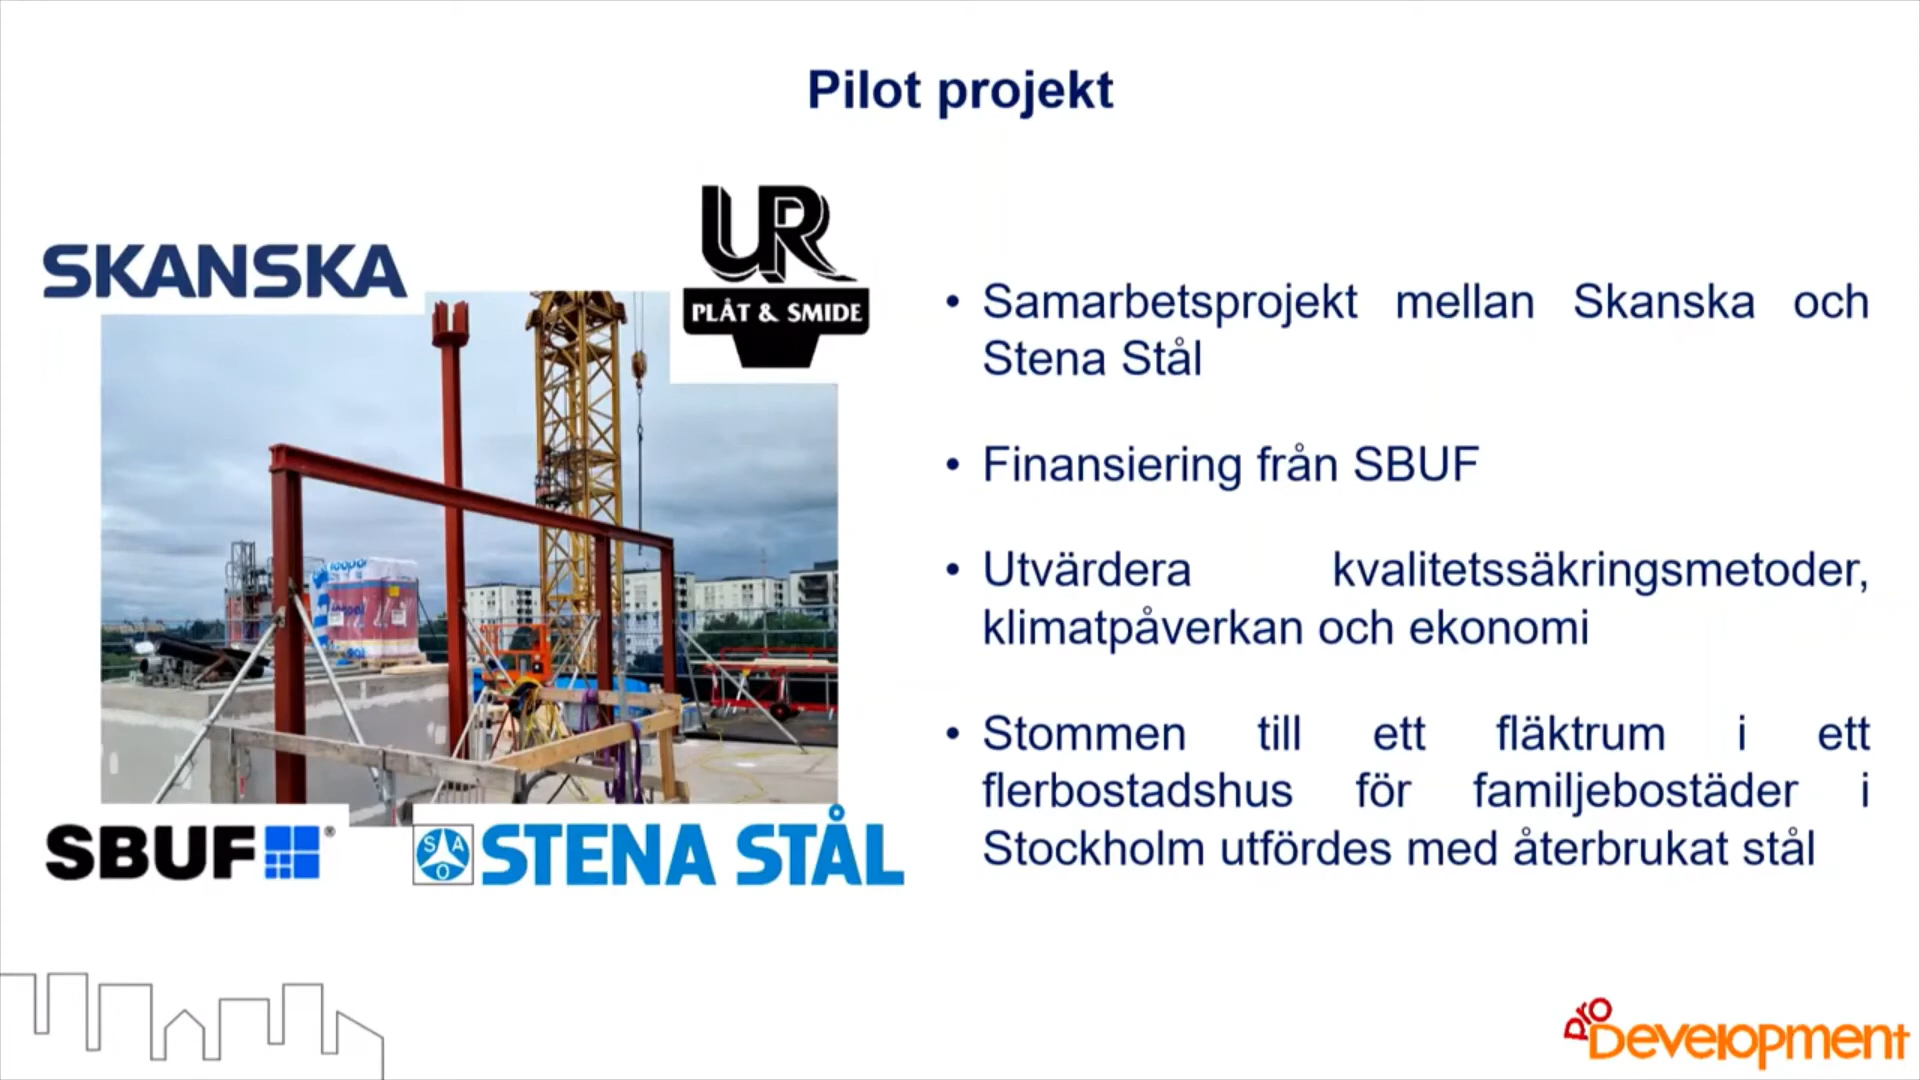 Pilot projekt
SKANSKA
UR
PLÅT & SMIDE
SBUF
®
SAO
STENA STÅL
• Samarbetsprojekt mellan Skanska och
Stena Stål
• Finansiering från SBUF
• Utvärdera kvalitetssäkringsmetoder,
klimatpåverkan och ekonomi
• Stommen till ett fläktrum i ett
flerbostadshus för familjebostäder i
Stockholm utfördes med återbrukat stål
pro
Development